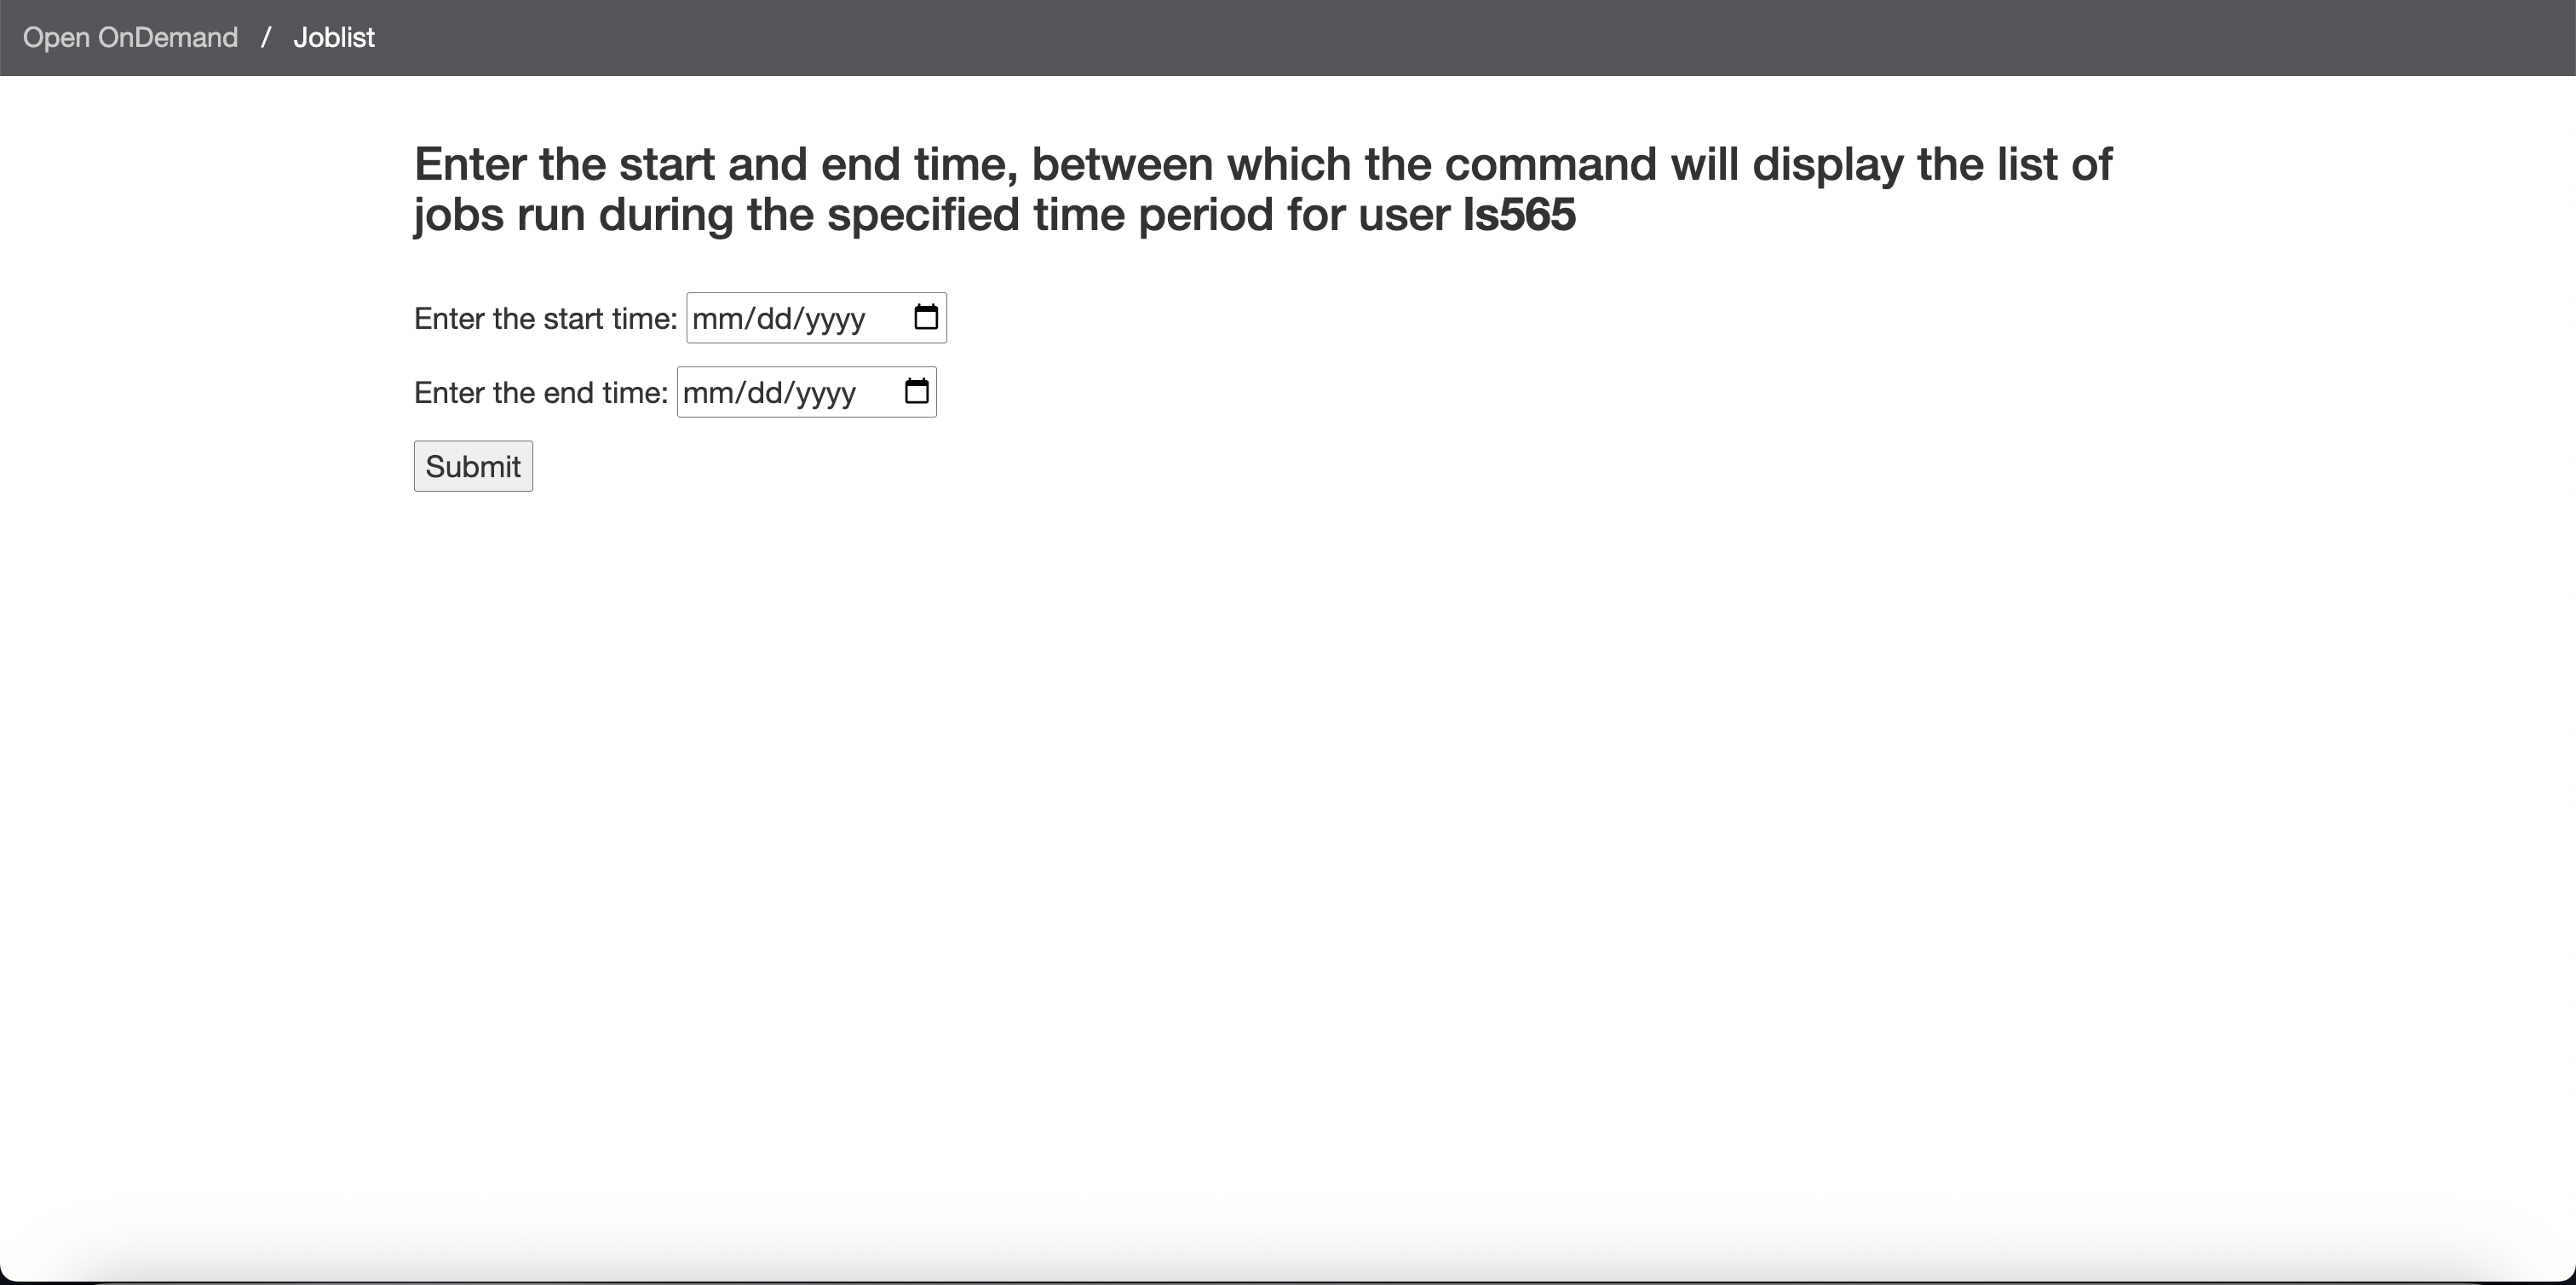 Open OnDemand / Joblist
Enter the start and end time, between which the command will display the list of
jobs run during the specified time period for user ls565
Enter the start time: mm/dd/yyyy
Enter the end time: mm/dd/yyyy
Submit